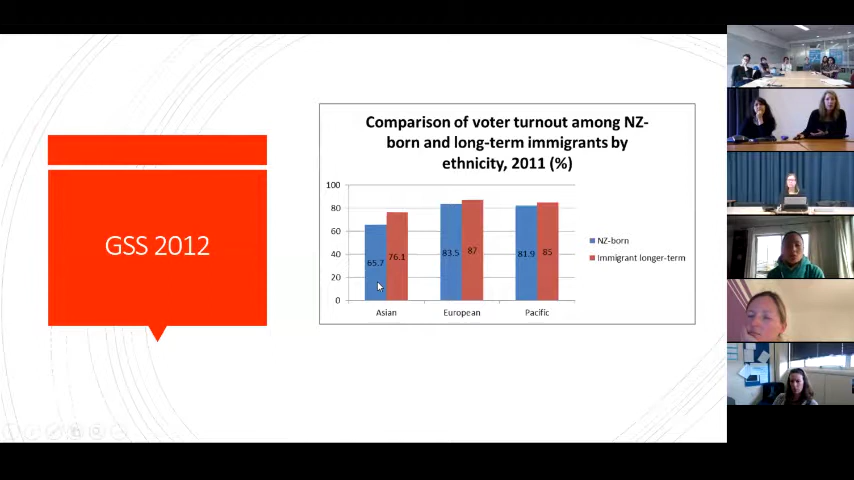 GSS 2012
Comparison of voter turnout among NZ-
born and long-term immigrants by
ethnicity, 2011 (%)
100
80
60
40
20
0
65.7
76.1
83.5
87
81.9
85
Asian
European
Pacific
NZ-born
Immigrant longer-term